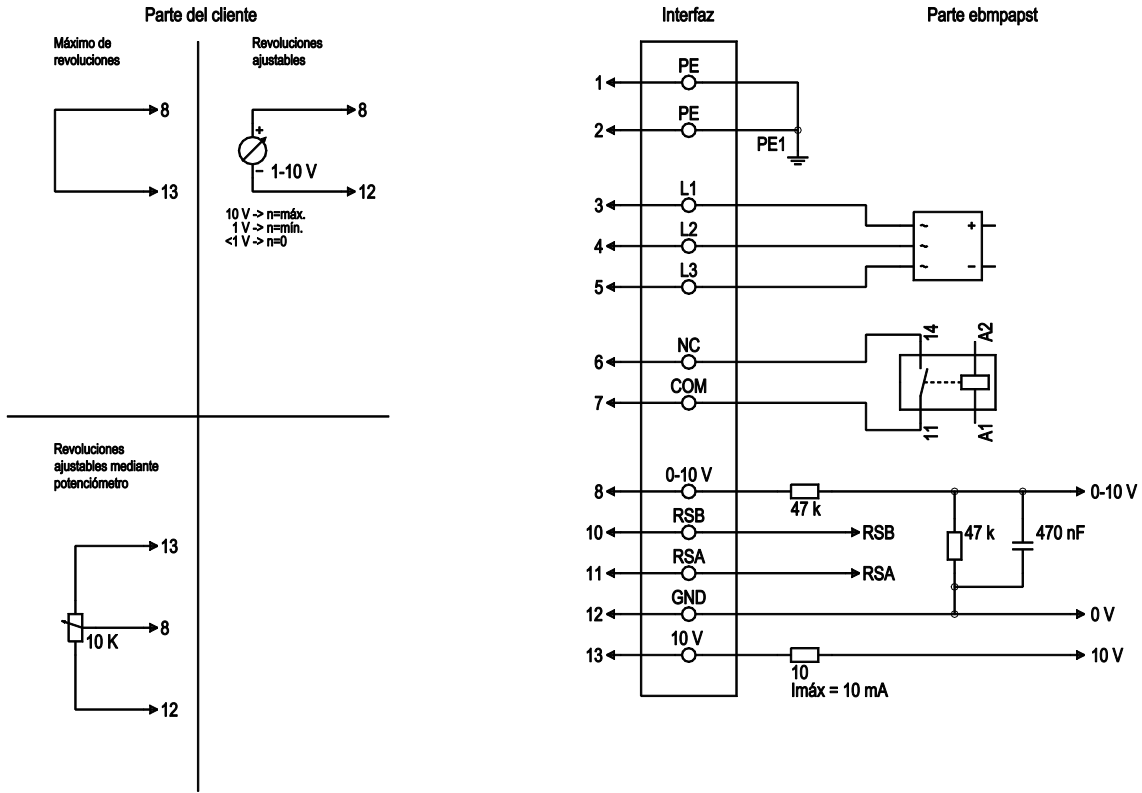 Parte del cliente
Interfaz
Parte ebmpapst
Máximo de
revoluciones
8
13
Revoluciones
ajustables
8
+
− 1-10 V
12
10 V -> n=máx.
1 V -> n=mín.
<1 V -> n=0
Revoluciones
ajustables mediante
potenciómetro
13
8
10 K
12
1 PE
2 PE
PE1
3 L1
4 L2
5 L3
~ +
~
~ −
6 NC
7 COM
14
A2
11
A1
8 0-10 V
47 k
0-10 V
10 RSB
RSB
47 k
470 nF
11 RSA
RSA
12 GND
0 V
13 10 V
10
Imáx = 10 mA
10 V